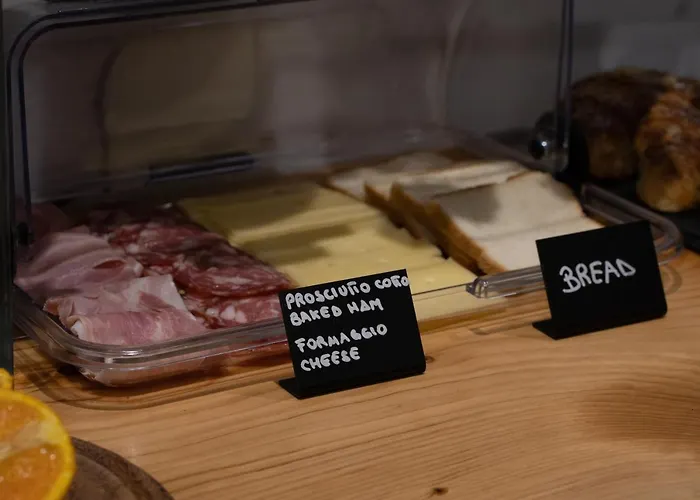 PROSCIUTTO COTTO
BAKED HAM
FORMAGGIO
CHEESE
BREAD